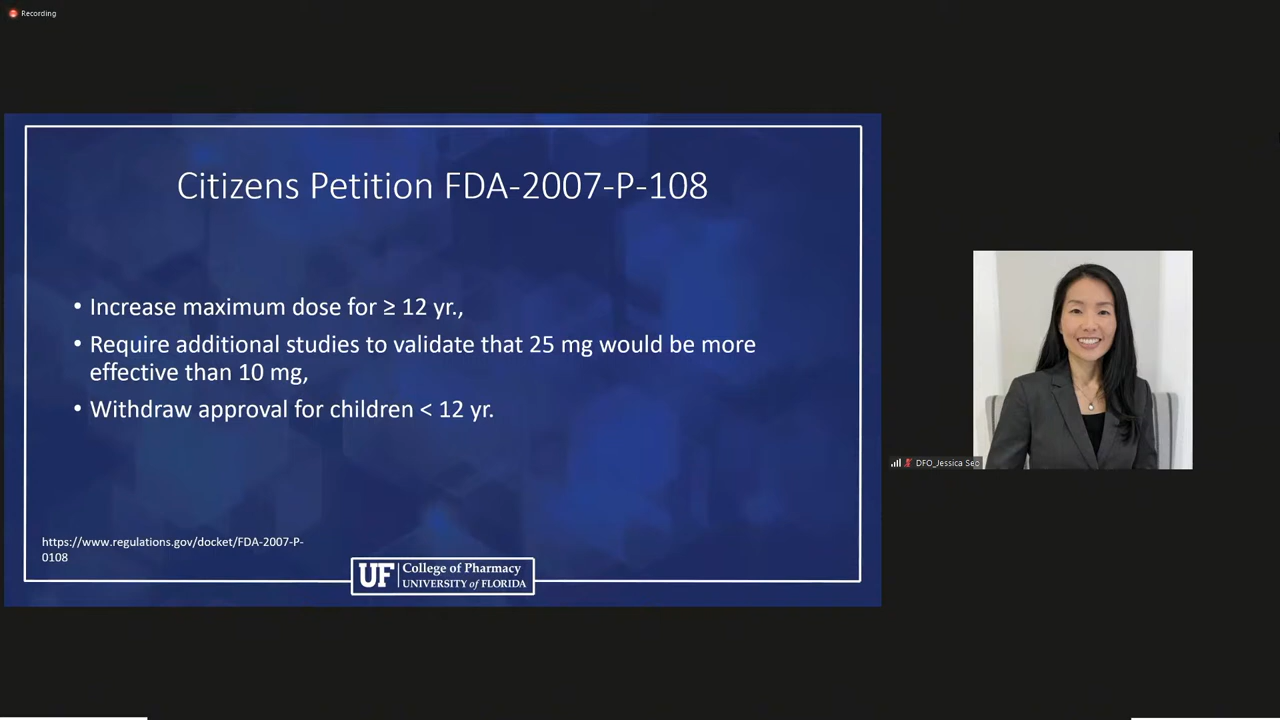 Recording
Citizens Petition FDA-2007-P-108
• Increase maximum dose for ≥ 12 yr.,
• Require additional studies to validate that 25 mg would be more
effective than 10 mg,
• Withdraw approval for children < 12 yr.
https://www.regulations.gov/docket/FDA-2007-P-
0108
UF College of Pharmacy
UNIVERSITY of FLORIDA
DFO_Jessica Seo